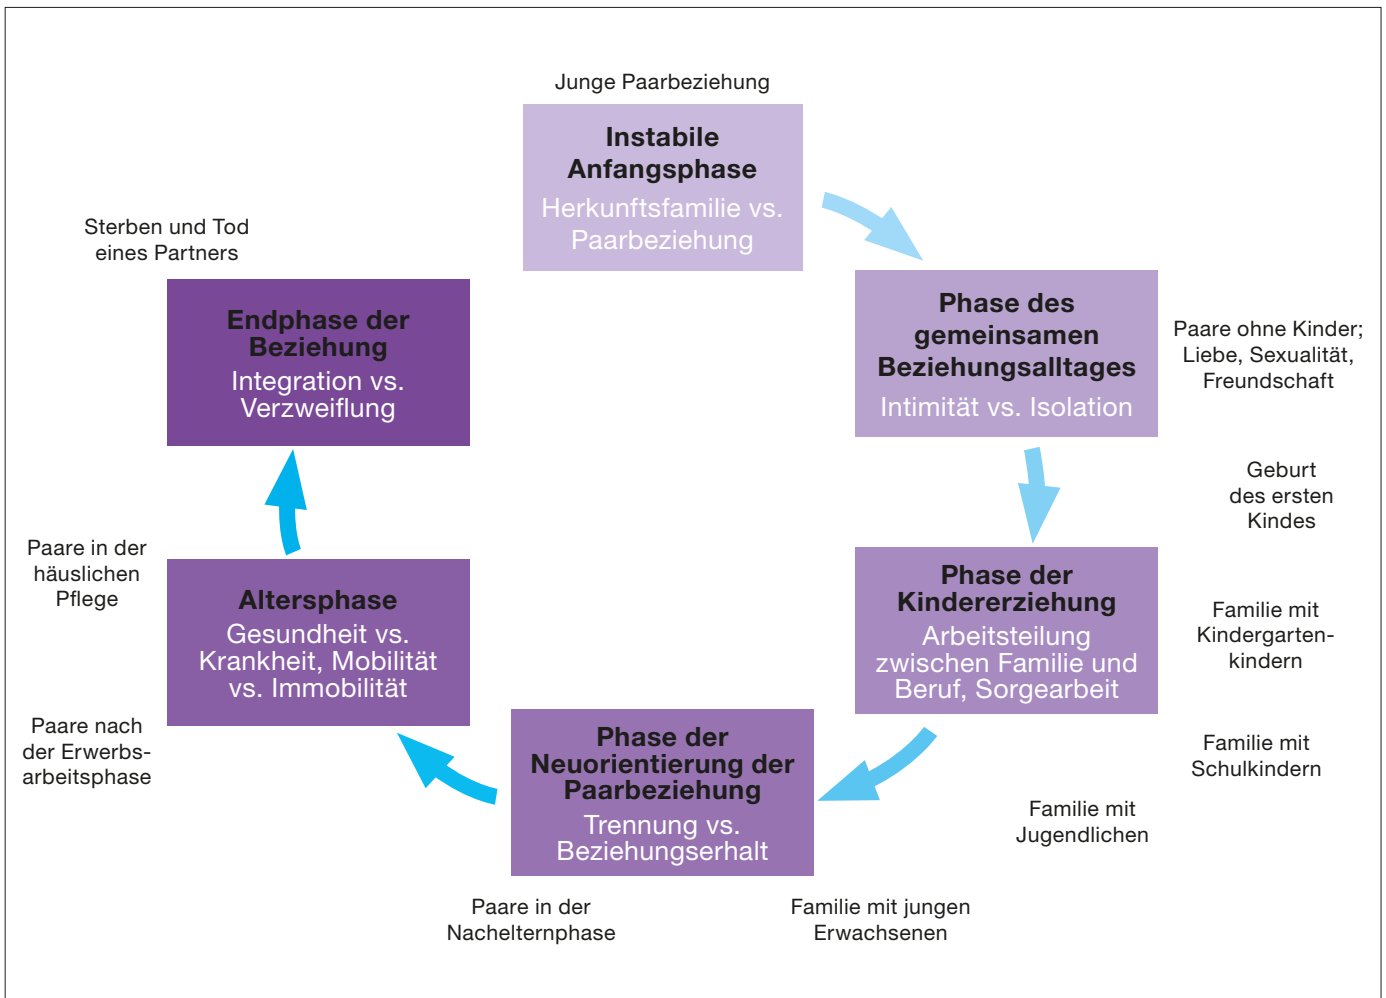 Junge Paarbeziehung
Instabile
Anfangsphase
Herkunftsfamilie vs.
Paarbeziehung
Phase des
gemeinsamen
Beziehungsalltages
Intimität vs. Isolation
Paare ohne Kinder;
Liebe, Sexualität,
Freundschaft
Geburt
des ersten
Kindes
Phase der
Kindererziehung
Arbeitsteilung
zwischen Familie und
Beruf, Sorgearbeit
Familie mit
Kindergarten-
kindern
Familie mit
Schulkindern
Familie mit
Jugendlichen
Phase der
Neuorientierung der
Paarbeziehung
Trennung vs.
Beziehungserhalt
Familie mit jungen
Erwachsenen
Paare in der
Nachelternphase
Altersphase
Gesundheit vs.
Krankheit, Mobilität
vs. Immobilität
Paare nach
der Erwerbs-
arbeitsphase
Paare in der
häuslichen
Pflege
Endphase der
Beziehung
Integration vs.
Verzweiflung
Sterben und Tod
eines Partners